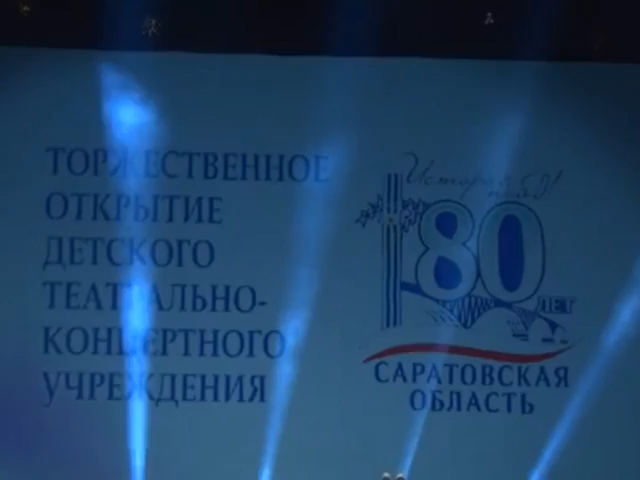 ТОРЖЕСТВЕННОЕ
ОТКРЫТИЕ
ДЕТСКОГО
ТЕАТРАЛЬНО-
КОНЦЕРТНОГО
УЧРЕЖДЕНИЯ
80
ЛЕТ
САРАТОВСКАЯ
ОБЛАСТЬ